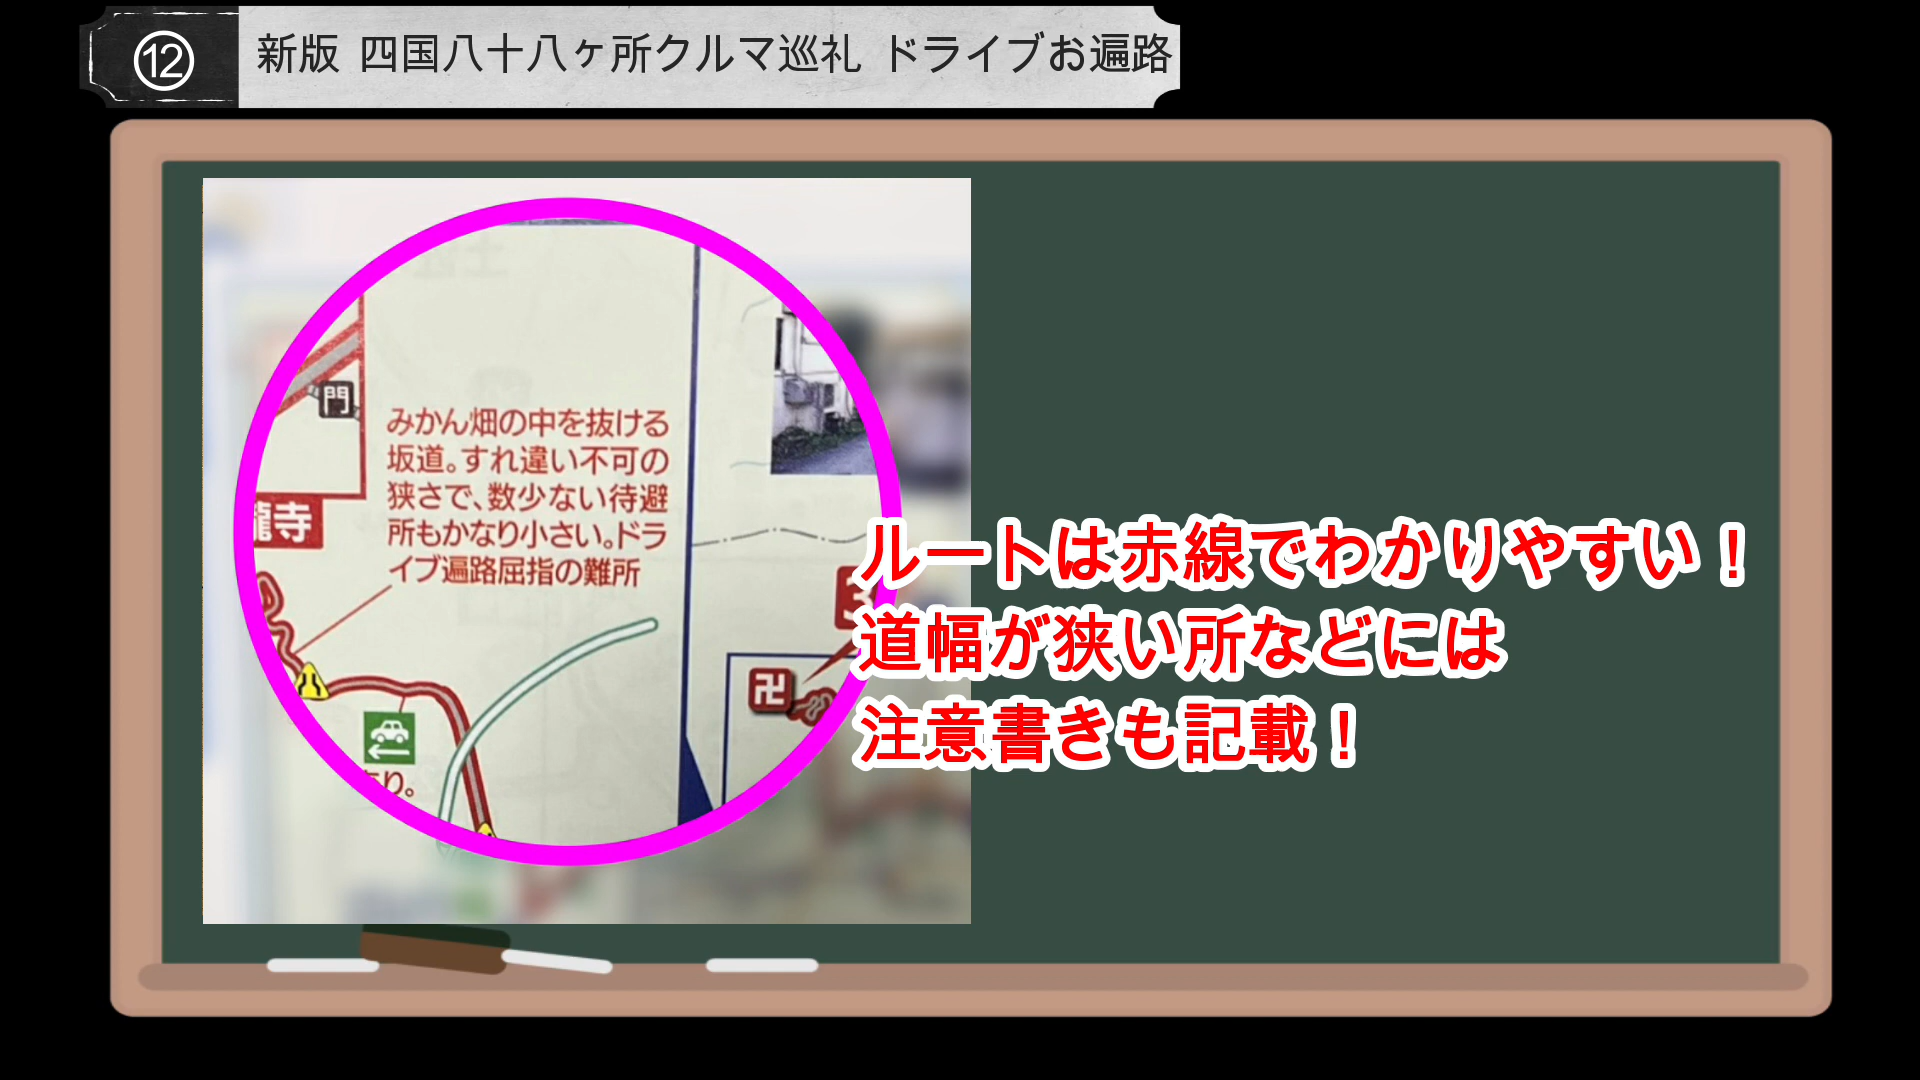 ⑫ 新版 四国八十八ヶ所クルマ巡礼 ドライブお遍路
門
みかん畑の中を抜ける
坂道。すれ違い不可の
狭さで、数少ない待避
所もかなり小さい。ドラ
イブ遍路屈指の難所
龍寺
卍
り。
ルートは赤線でわかりやすい！
道幅が狭い所などには
注意書きも記載！